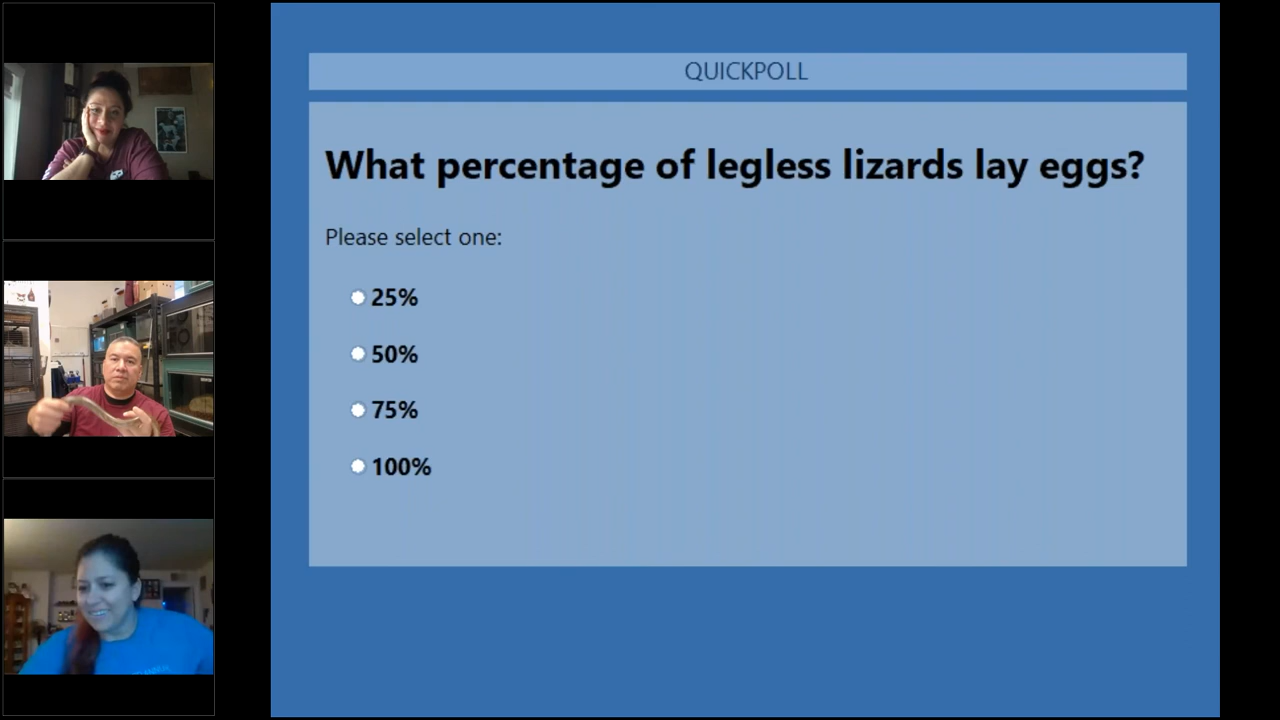 QUICKPOLL
What percentage of legless lizards lay eggs?
Please select one:
25%
50%
75%
100%